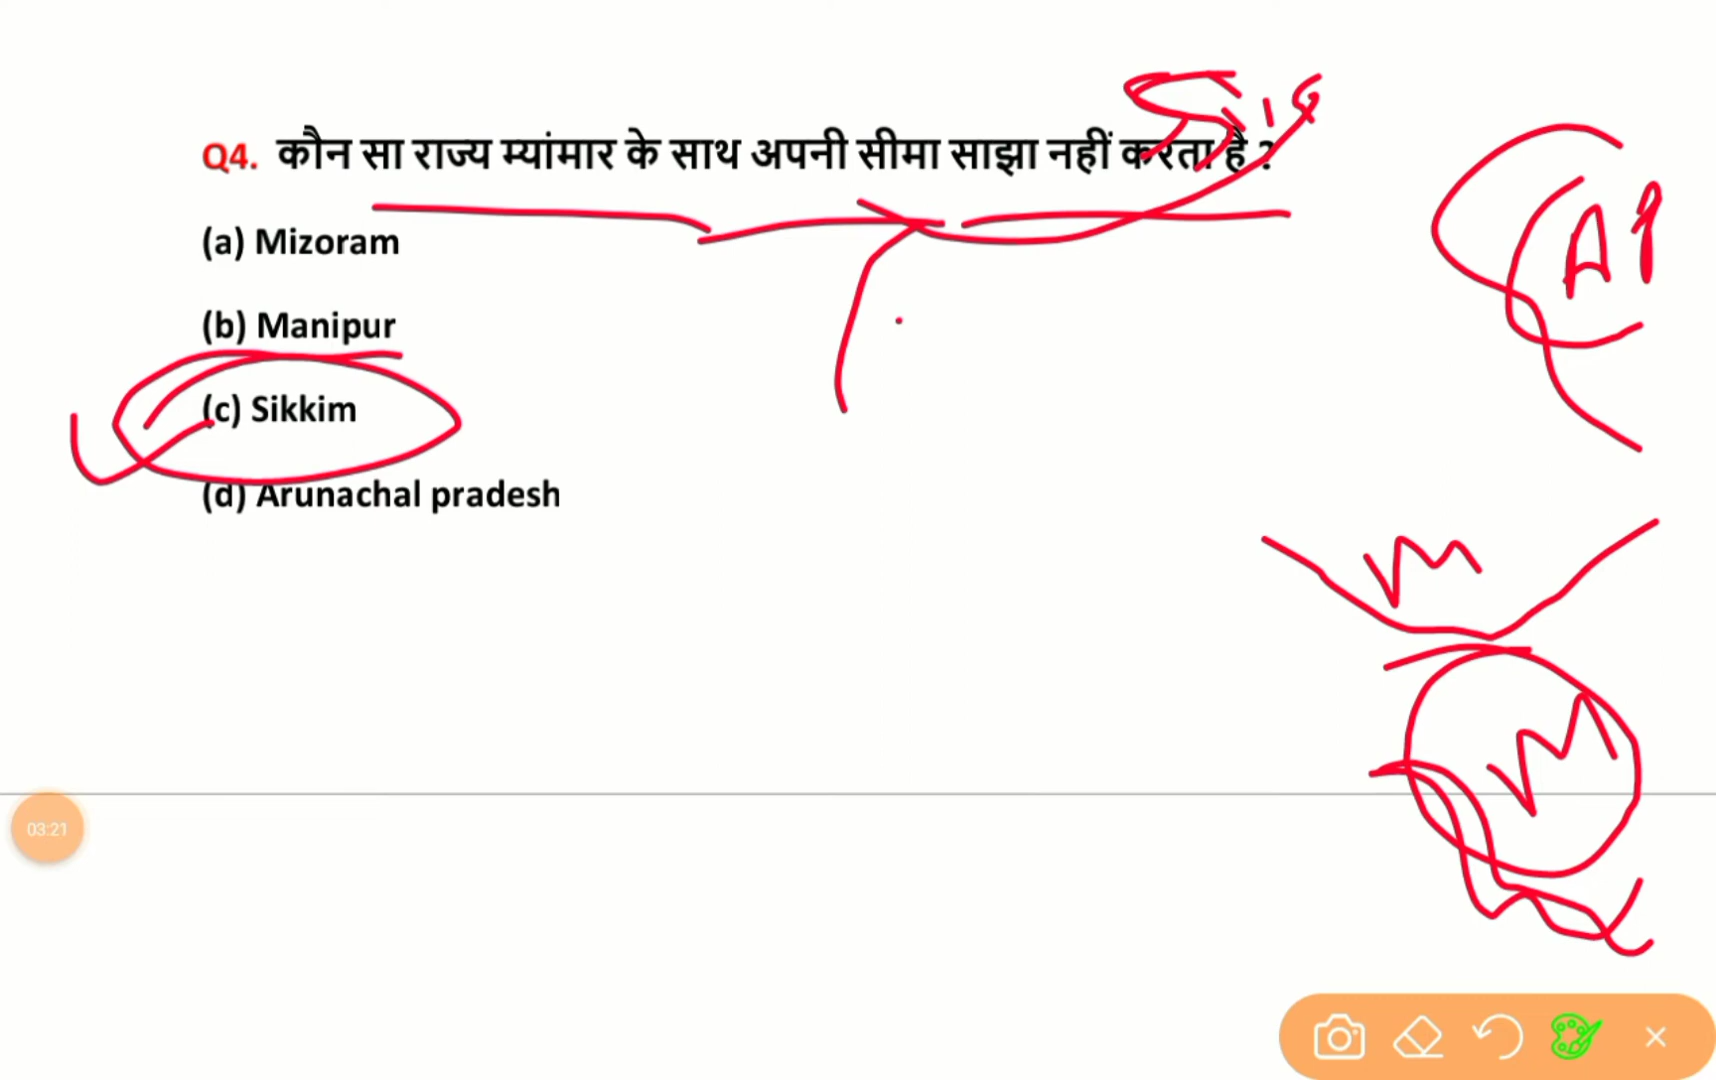 Q4. कौन सा राज्य म्यांमार के साथ अपनी सीमा साझा नहीं करता है ?
(a) Mizoram
(b) Manipur
(c) Sikkim
(d) Arunachal pradesh
03:21